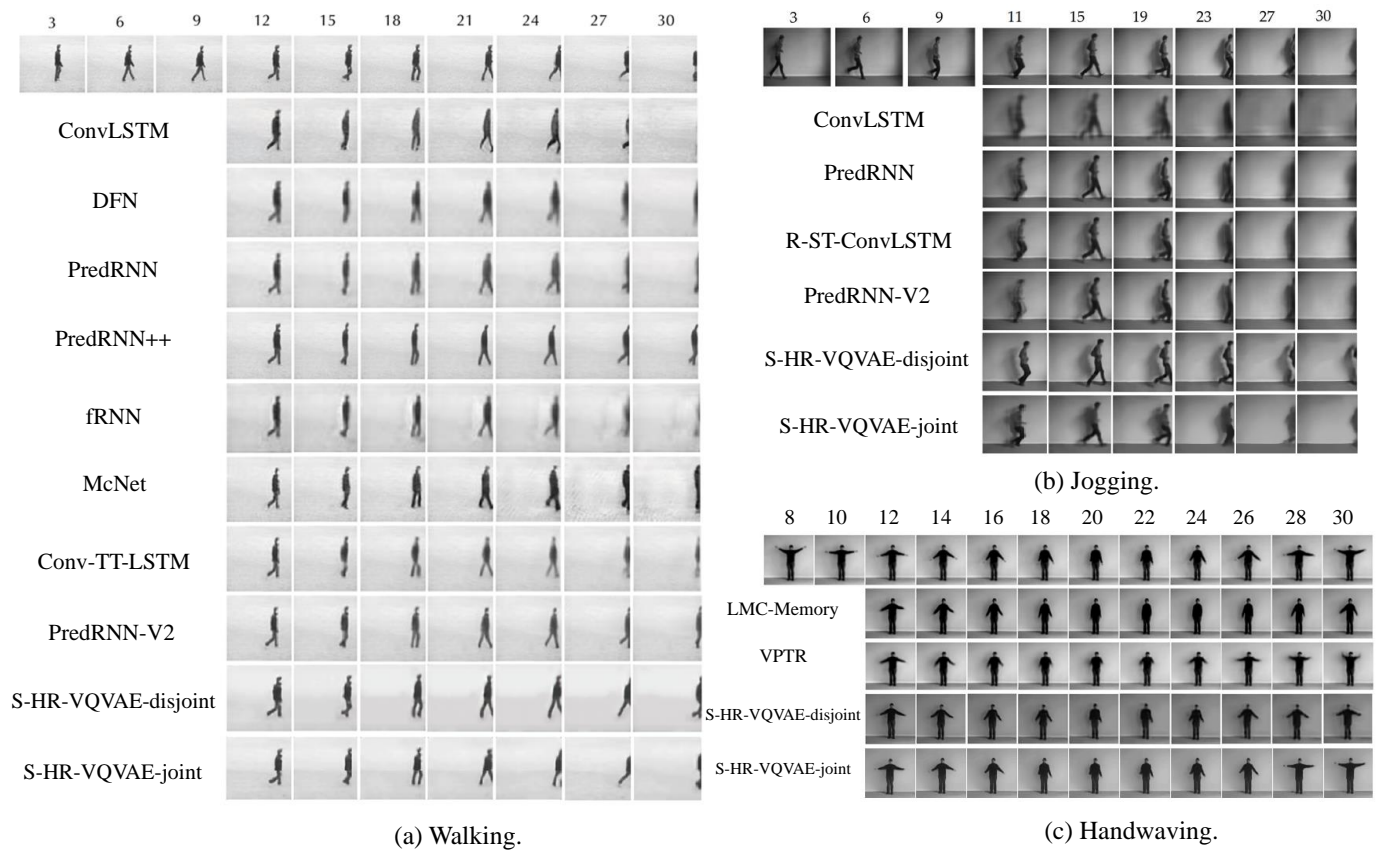 3 6 9 12 15 18 21 24 27 30
ConvLSTM
DFN
PredRNN
PredRNN++
fRNN
McNet
Conv-TT-LSTM
PredRNN-V2
S-HR-VQVAE-disjoint
S-HR-VQVAE-joint
(a) Walking.
3 6 9 11 15 19 23 27 30
ConvLSTM
PredRNN
R-ST-ConvLSTM
PredRNN-V2
S-HR-VQVAE-disjoint
S-HR-VQVAE-joint
(b) Jogging.
8 10 12 14 16 18 20 22 24 26 28 30
LMC-Memory
VPTR
S-HR-VQVAE-disjoint
S-HR-VQVAE-joint
(c) Handwaving.